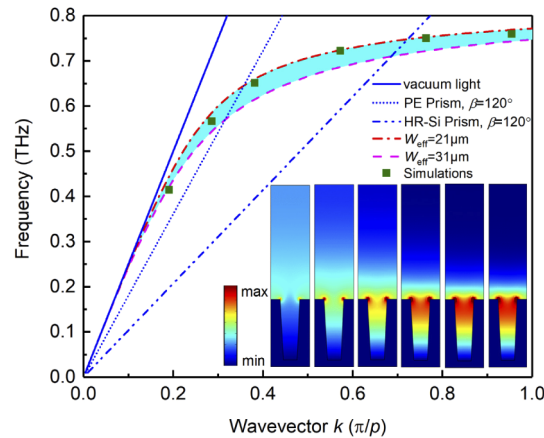 0.8
0.7
0.6
0.5
0.4
0.3
0.2
0.1
0.0
Frequency (THz)
vacuum light
PE Prism, β=120°
HR-Si Prism, β=120°
Weff=21μm
Weff=31μm
Simulations
max
min
0.0 0.2 0.4 0.6 0.8 1.0
Wavevector k (π/p)